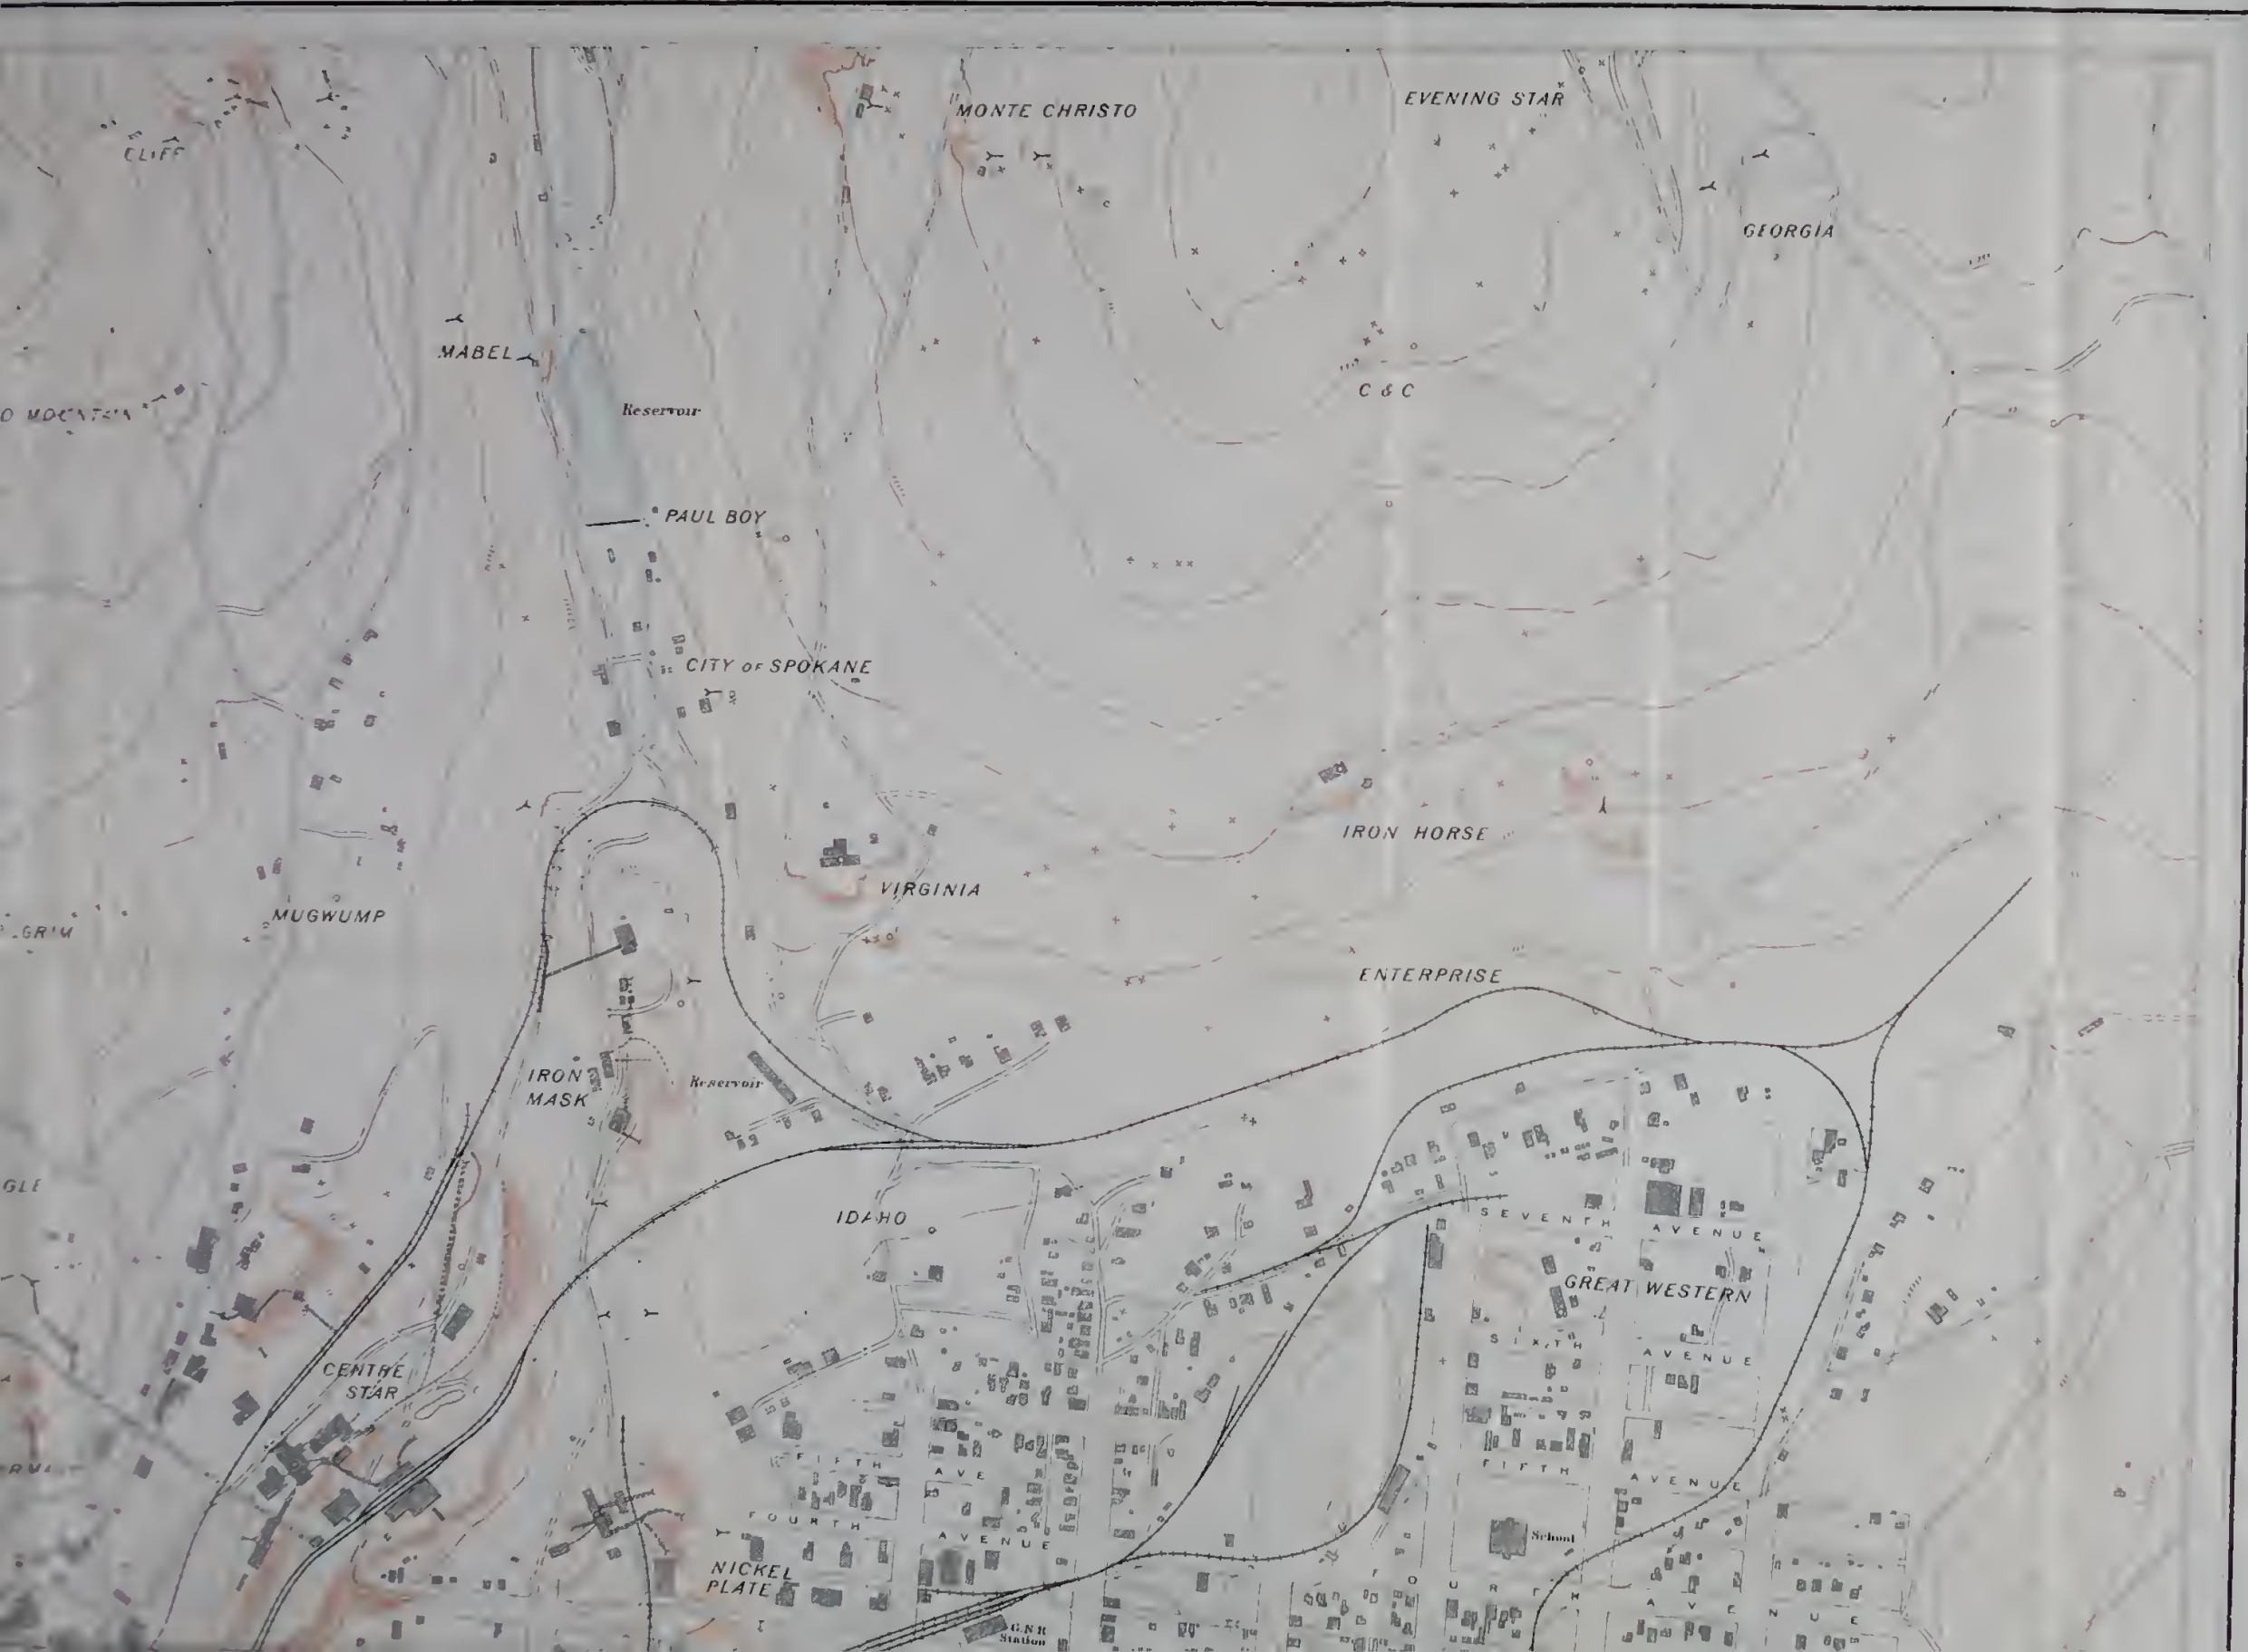 EVENING STAR
MONTE CHRISTO
CLIFF
GEORGIA
MABEL
C & C
Reservoir
PAUL BOY
CITY OF SPOKANE
IRON HORSE
VIRGINIA
MUGWUMP
ENTERPRISE
IRON
MASK
Reservoir
IDAHO
SEVENTH AVENUE
GREAT WESTERN
SIXTH AVENUE
CENTRE
STAR
FIFTH AVE
FIFTH AVENUE
FOURTH AVENUE
School
NICKEL
PLATE
AVENUE
G.N.R
Station